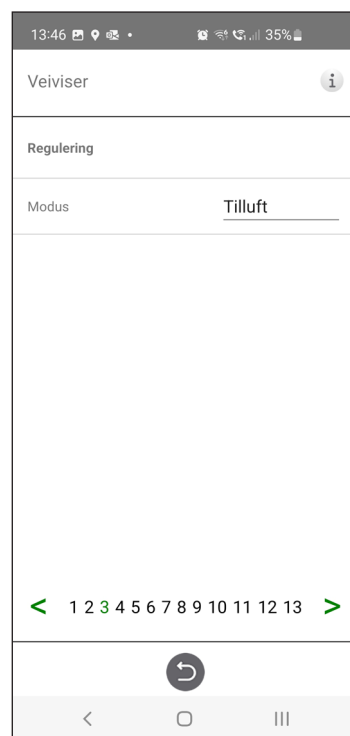 13:46 35%
Veiviser i
Regulering
Modus Tilluft
< 1 2 3 4 5 6 7 8 9 10 11 12 13 >